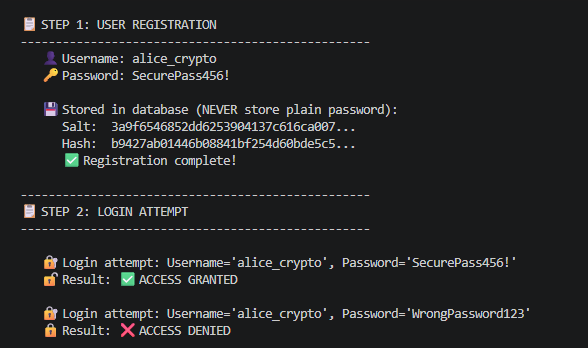 📋 STEP 1: USER REGISTRATION
--------------------------------------------------
👤 Username: alice_crypto
🔑 Password: SecurePass456!
💾 Stored in database (NEVER store plain password):
Salt: 3a9f6546852dd6253904137c616ca007...
Hash: b9427ab01446b08841bf254d60bde5c5...
✅ Registration complete!
--------------------------------------------------
📋 STEP 2: LOGIN ATTEMPT
--------------------------------------------------
🔐 Login attempt: Username='alice_crypto', Password='SecurePass456!'
🔓 Result: ✅ ACCESS GRANTED
🔐 Login attempt: Username='alice_crypto', Password='WrongPassword123'
🔒 Result: ❌ ACCESS DENIED